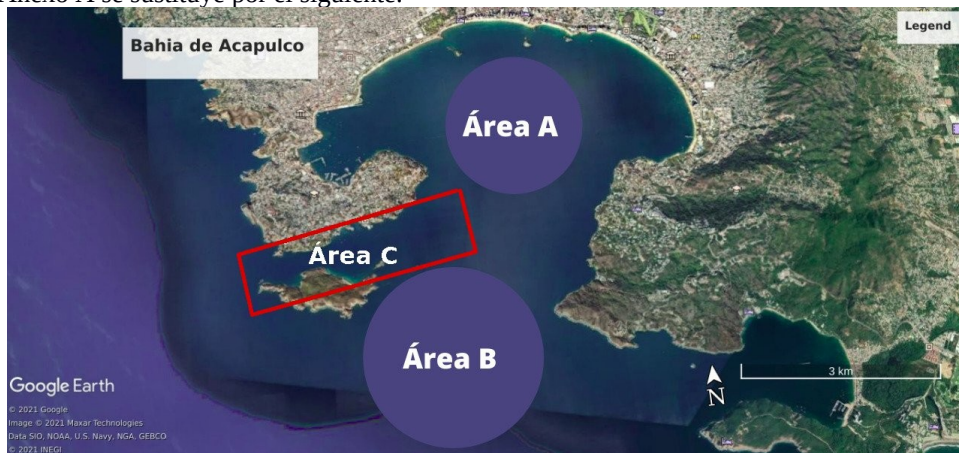 Anexo A se sustituye por el siguiente:
Bahia de Acapulco
Legend
Área A
Área C
Área B
3 km
N
Google Earth
© 2021 Google
Image © 2021 Maxar Technologies
Data SIO, NOAA, U.S. Navy, NGA, GEBCO
© 2021 INEGI